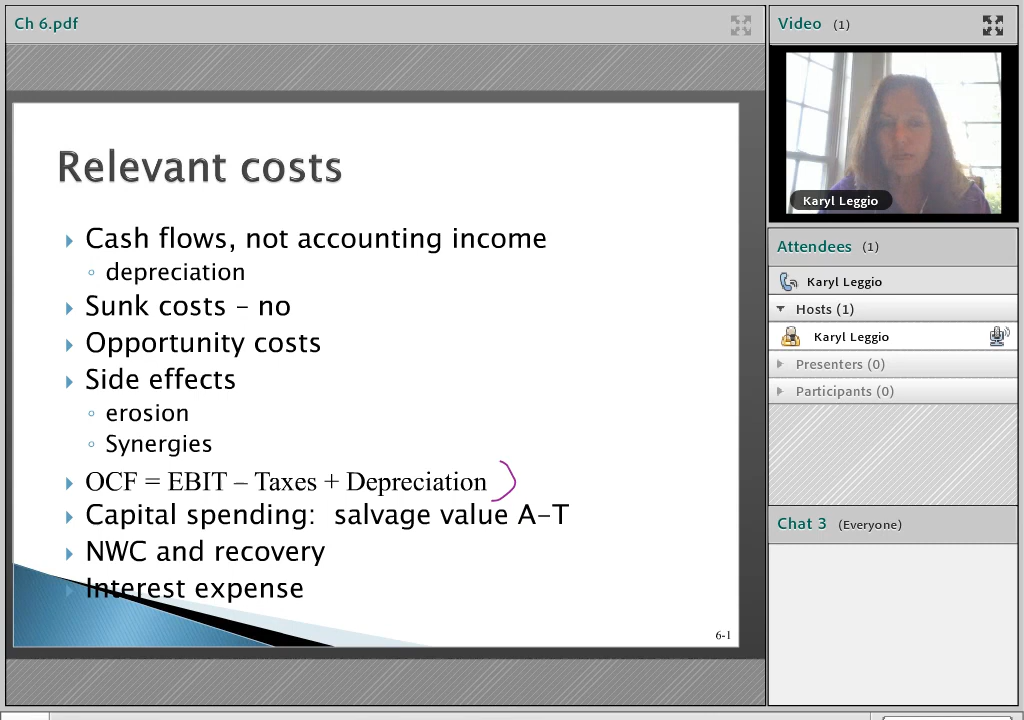 Ch 6.pdf
Relevant costs
Cash flows, not accounting income
depreciation
Sunk costs – no
Opportunity costs
Side effects
erosion
Synergies
OCF = EBIT – Taxes + Depreciation
Capital spending: salvage value A-T
NWC and recovery
Interest expense
6-1
Video (1)
Karyl Leggio
Attendees (1)
Karyl Leggio
Hosts (1)
Karyl Leggio
Presenters (0)
Participants (0)
Chat 3 (Everyone)